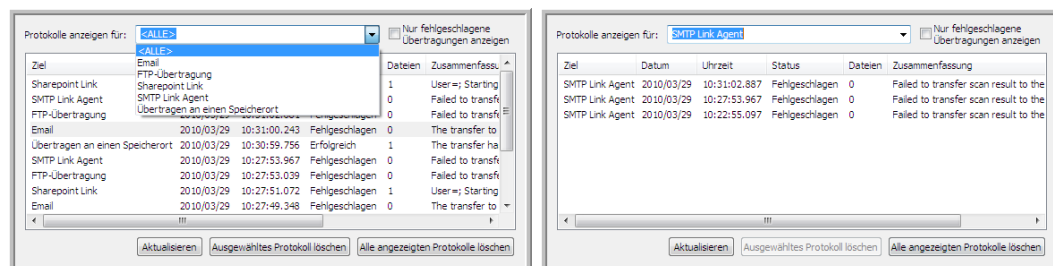 Protokolle anzeigen für: <ALLE> Nur fehlgeschlagene Übertragungen anzeigen
<ALLE>
Email
FTP-Übertragung
Sharepoint Link
SMTP Link Agent
Übertragen an einen Speicherort
Ziel Dateien Zusammenfassu
Sharepoint Link 1 User=; Starting
SMTP Link Agent 0 Failed to transfe
FTP-Übertragung 2010/03/29 Fehlgeschlagen 0 Failed to transfe
Email 2010/03/29 10:31:00.243 Fehlgeschlagen 0 The transfer to
Übertragen an einen Speicherort 2010/03/29 10:30:59.756 Erfolgreich 1 The transfer ha
SMTP Link Agent 2010/03/29 10:27:53.967 Fehlgeschlagen 0 Failed to transfe
FTP-Übertragung 2010/03/29 10:27:53.039 Fehlgeschlagen 0 Failed to transfe
Sharepoint Link 2010/03/29 10:27:51.072 Fehlgeschlagen 1 User=; Starting
Email 2010/03/29 10:27:49.348 Fehlgeschlagen 0 The transfer to
Aktualisieren Ausgewähltes Protokoll löschen Alle angezeigten Protokolle löschen
Protokolle anzeigen für: SMTP Link Agent Nur fehlgeschlagene Übertragungen anzeigen
Ziel Datum Uhrzeit Status Dateien Zusammenfassung
SMTP Link Agent 2010/03/29 10:31:02.887 Fehlgeschlagen 0 Failed to transfer scan result to the
SMTP Link Agent 2010/03/29 10:27:53.967 Fehlgeschlagen 0 Failed to transfer scan result to the
SMTP Link Agent 2010/03/29 10:22:55.097 Fehlgeschlagen 0 Failed to transfer scan result to the
Aktualisieren Ausgewähltes Protokoll löschen Alle angezeigten Protokolle löschen